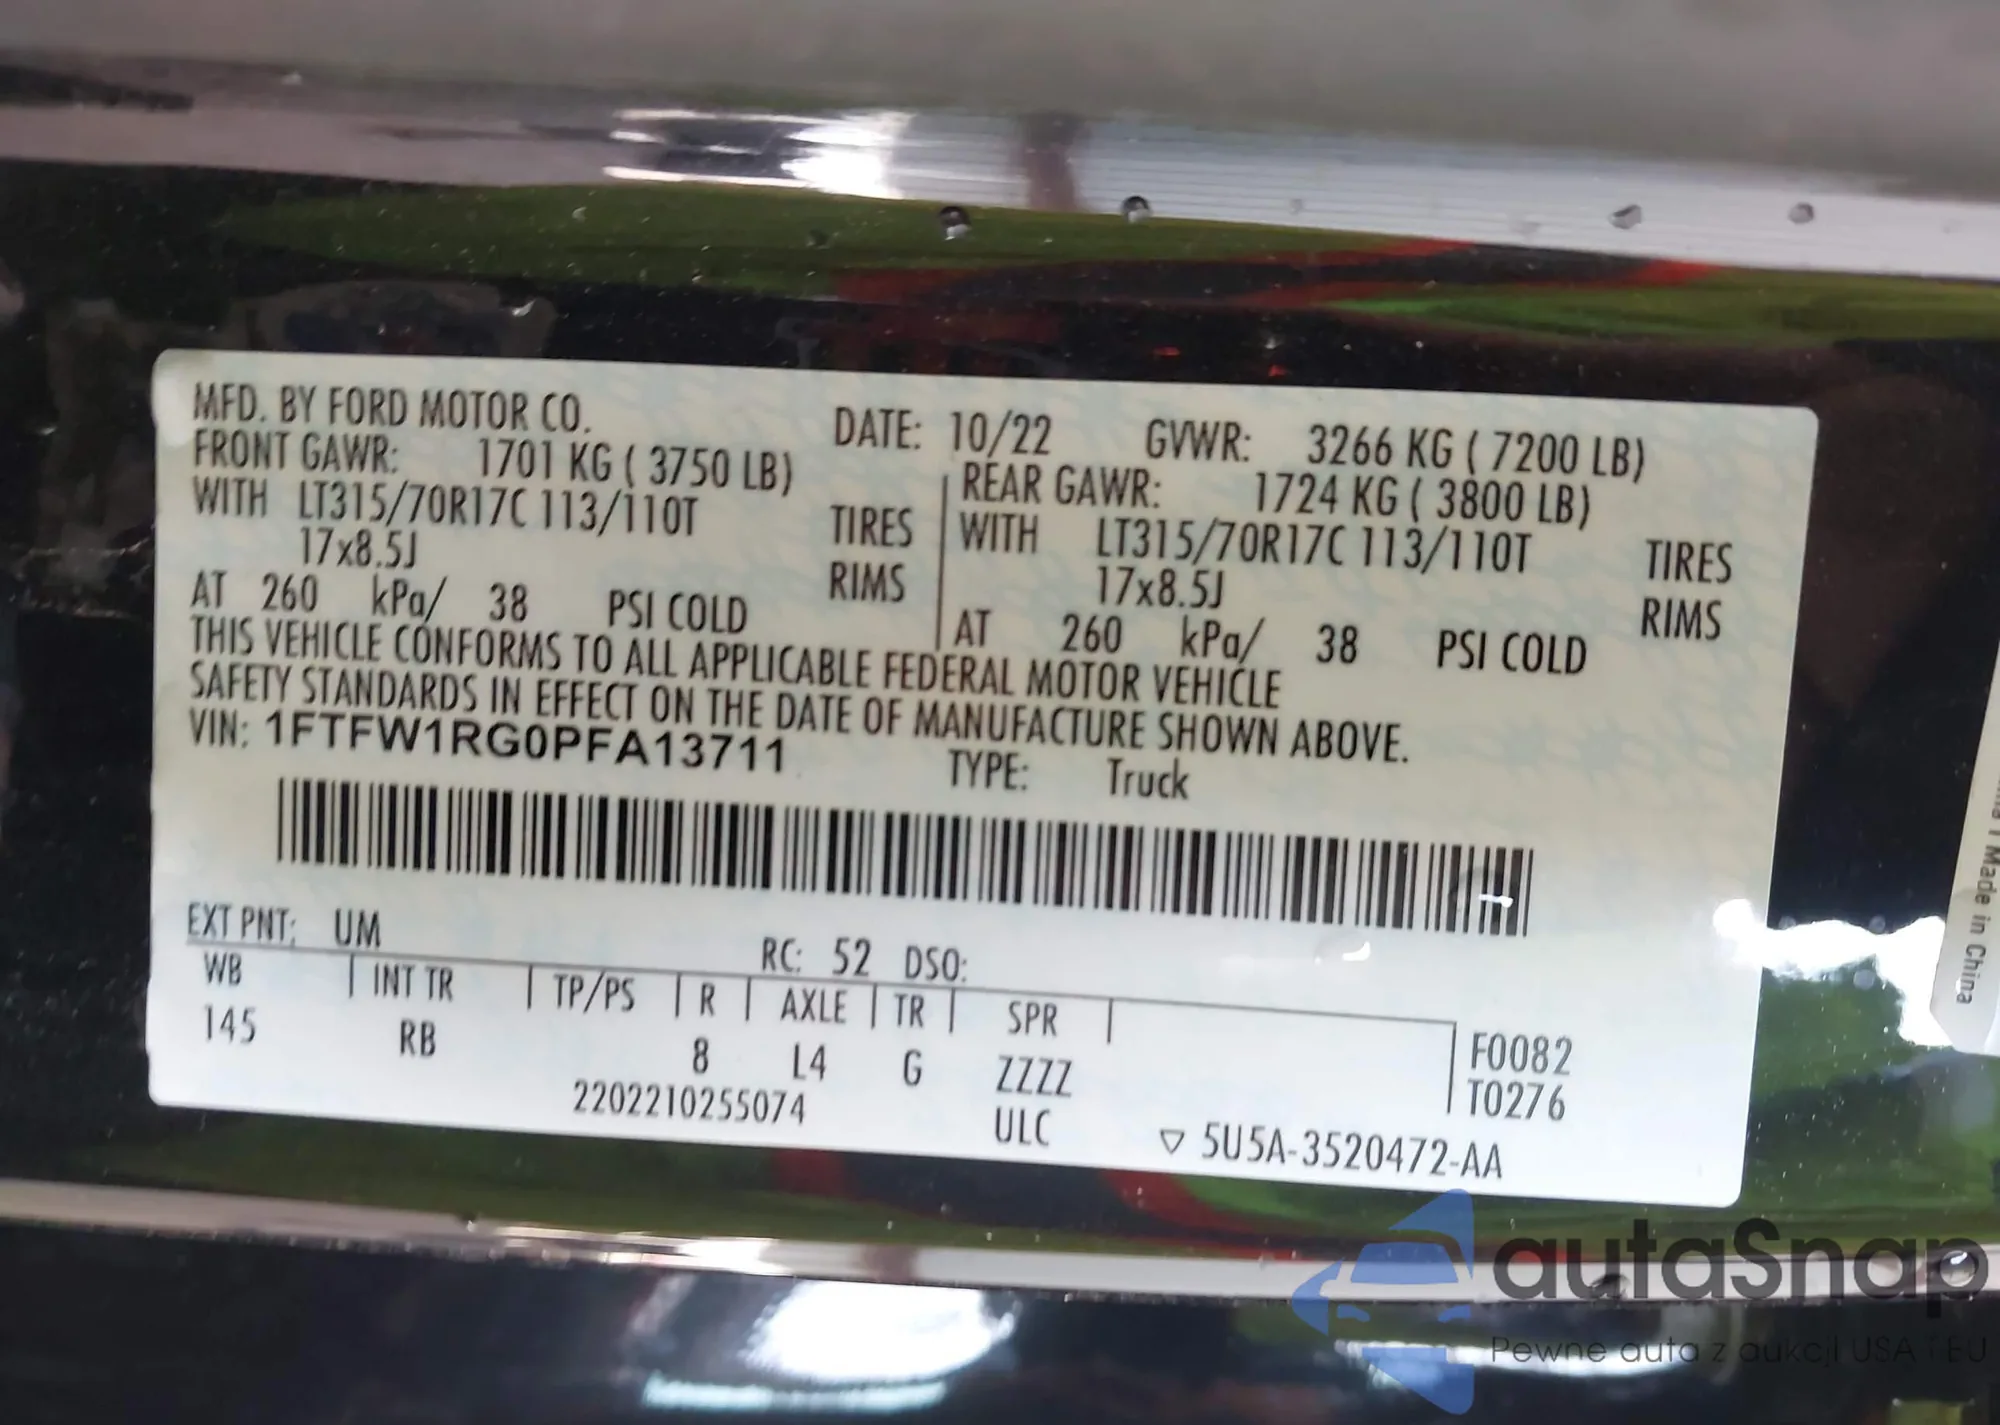 MFD. BY FORD MOTOR CO. DATE: 10/22 GVWR: 3266 KG ( 7200 LB)
FRONT GAWR: 1701 KG ( 3750 LB) REAR GAWR: 1724 KG ( 3800 LB)
WITH LT315/70R17C 113/110T TIRES WITH LT315/70R17C 113/110T TIRES
17x8.5J RIMS 17x8.5J RIMS
AT 260 kPa/ 38 PSI COLD AT 260 kPa/ 38 PSI COLD
THIS VEHICLE CONFORMS TO ALL APPLICABLE FEDERAL MOTOR VEHICLE
SAFETY STANDARDS IN EFFECT ON THE DATE OF MANUFACTURE SHOWN ABOVE.
VIN: 1FTFW1RG0PFA13711 TYPE: Truck
EXT PNT: UM RC: 52 DSO:
WB INT TR TP/PS R AXLE TR SPR
145 RB 8 L4 G ZZZZ F0082
T0276
2202210255074 ULC ▽ 5U5A-3520472-AA
Made in China
autaSnap
Pewne auta z aukcji USA i EU